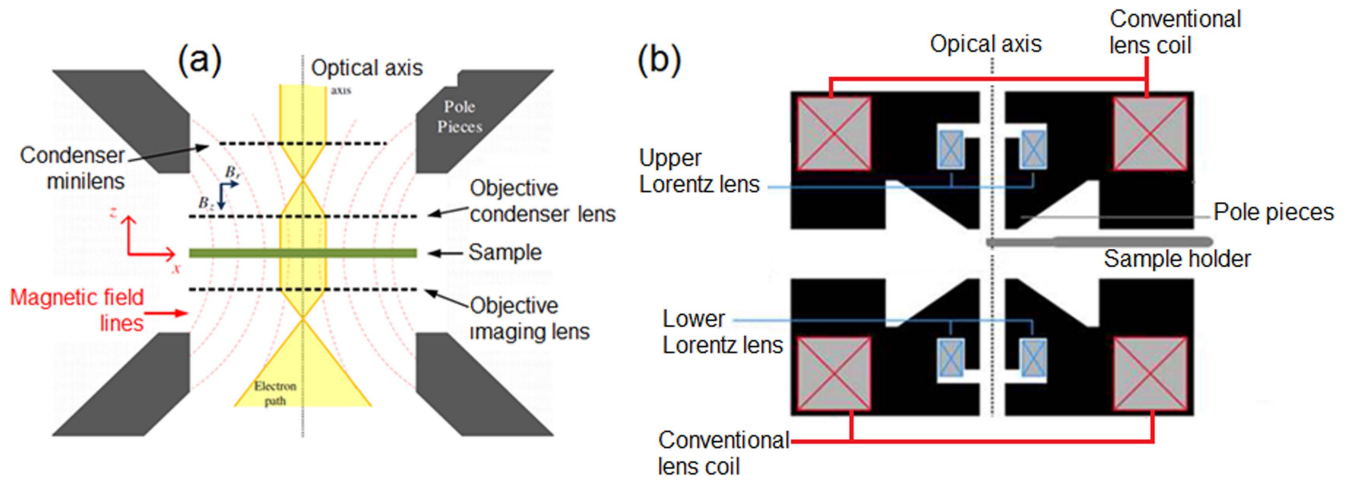 (a)
Optical axis
axis
Pole
Pieces
Condenser
minilens
Br
Bz
z
x
Objective
condenser lens
Sample
Magnetic field
lines
Objective
imaging lens
Electron
path
(b)
Opical axis
Conventional
lens coil
Upper
Lorentz lens
Pole pieces
Sample holder
Lower
Lorentz lens
Conventional
lens coil